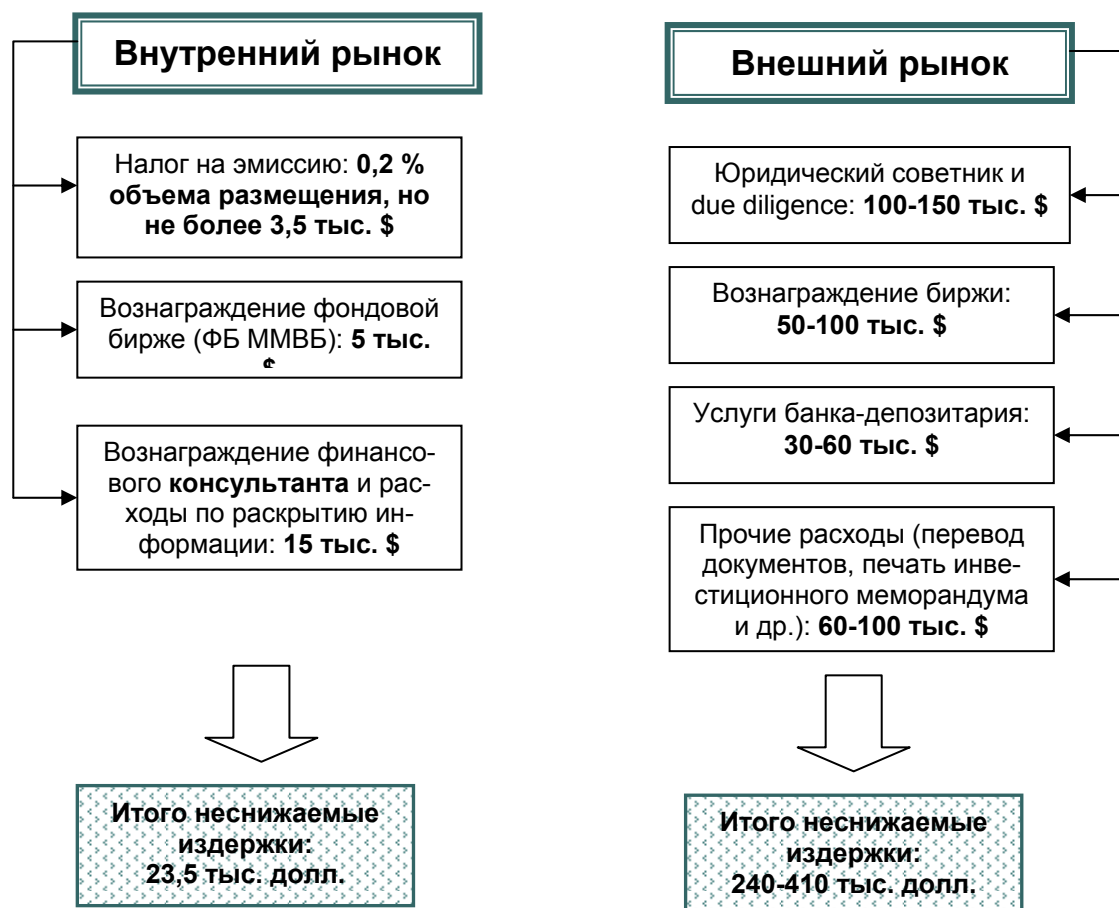 Внутренний рынок
Налог на эмиссию: 0,2 %
объема размещения, но
не более 3,5 тыс. $
Вознаграждение фондовой
бирже (ФБ ММВБ): 5 тыс.
$
Вознаграждение финансо-
вого консультанта и рас-
ходы по раскрытию ин-
формации: 15 тыс. $
Итого неснижаемые
издержки:
23,5 тыс. долл.
Внешний рынок
Юридический советник и
due diligence: 100-150 тыс. $
Вознаграждение биржи:
50-100 тыс. $
Услуги банка-депозитария:
30-60 тыс. $
Прочие расходы (перевод
документов, печать инве-
стиционного меморандума
и др.): 60-100 тыс. $
Итого неснижаемые
издержки:
240-410 тыс. долл.